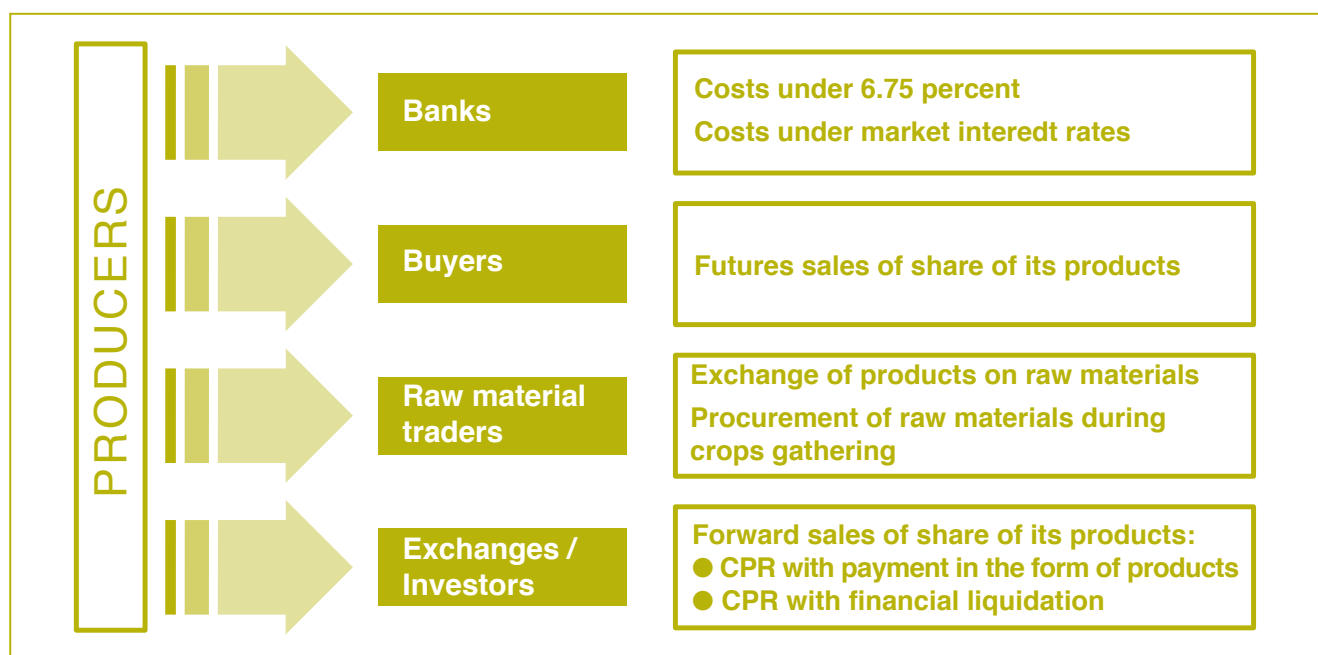 PRODUCERS
Banks
Costs under 6.75 percent
Costs under market interedt rates
Buyers
Futures sales of share of its products
Raw material
traders
Exchange of products on raw materials
Procurement of raw materials during
crops gathering
Exchanges /
Investors
Forward sales of share of its products:
● CPR with payment in the form of products
● CPR with financial liquidation